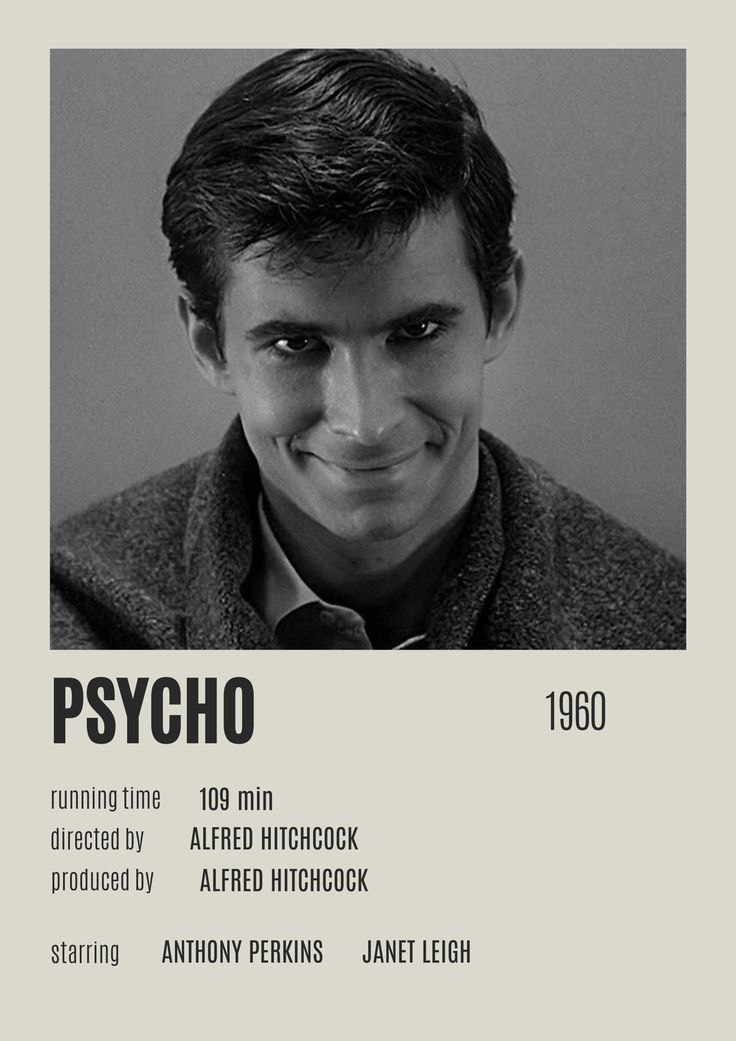 PSYCHO 1960
running time 109 min
directed by ALFRED HITCHCOCK
produced by ALFRED HITCHCOCK
starring ANTHONY PERKINS JANET LEIGH